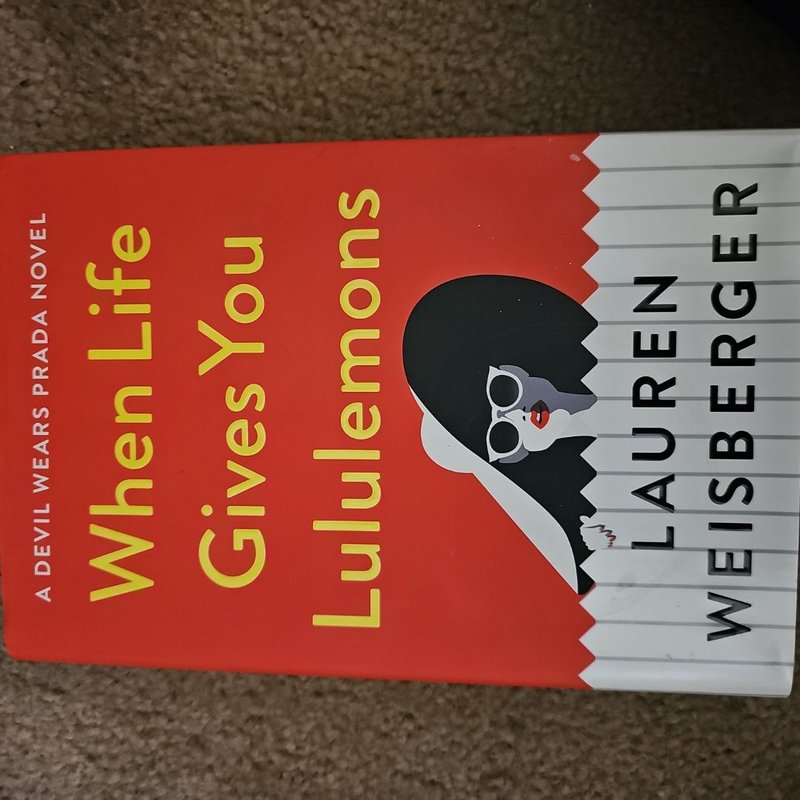 A DEVIL WEARS PRADA NOVEL
When Life
Gives You
Lululemons
LAUREN
WEISBERGER